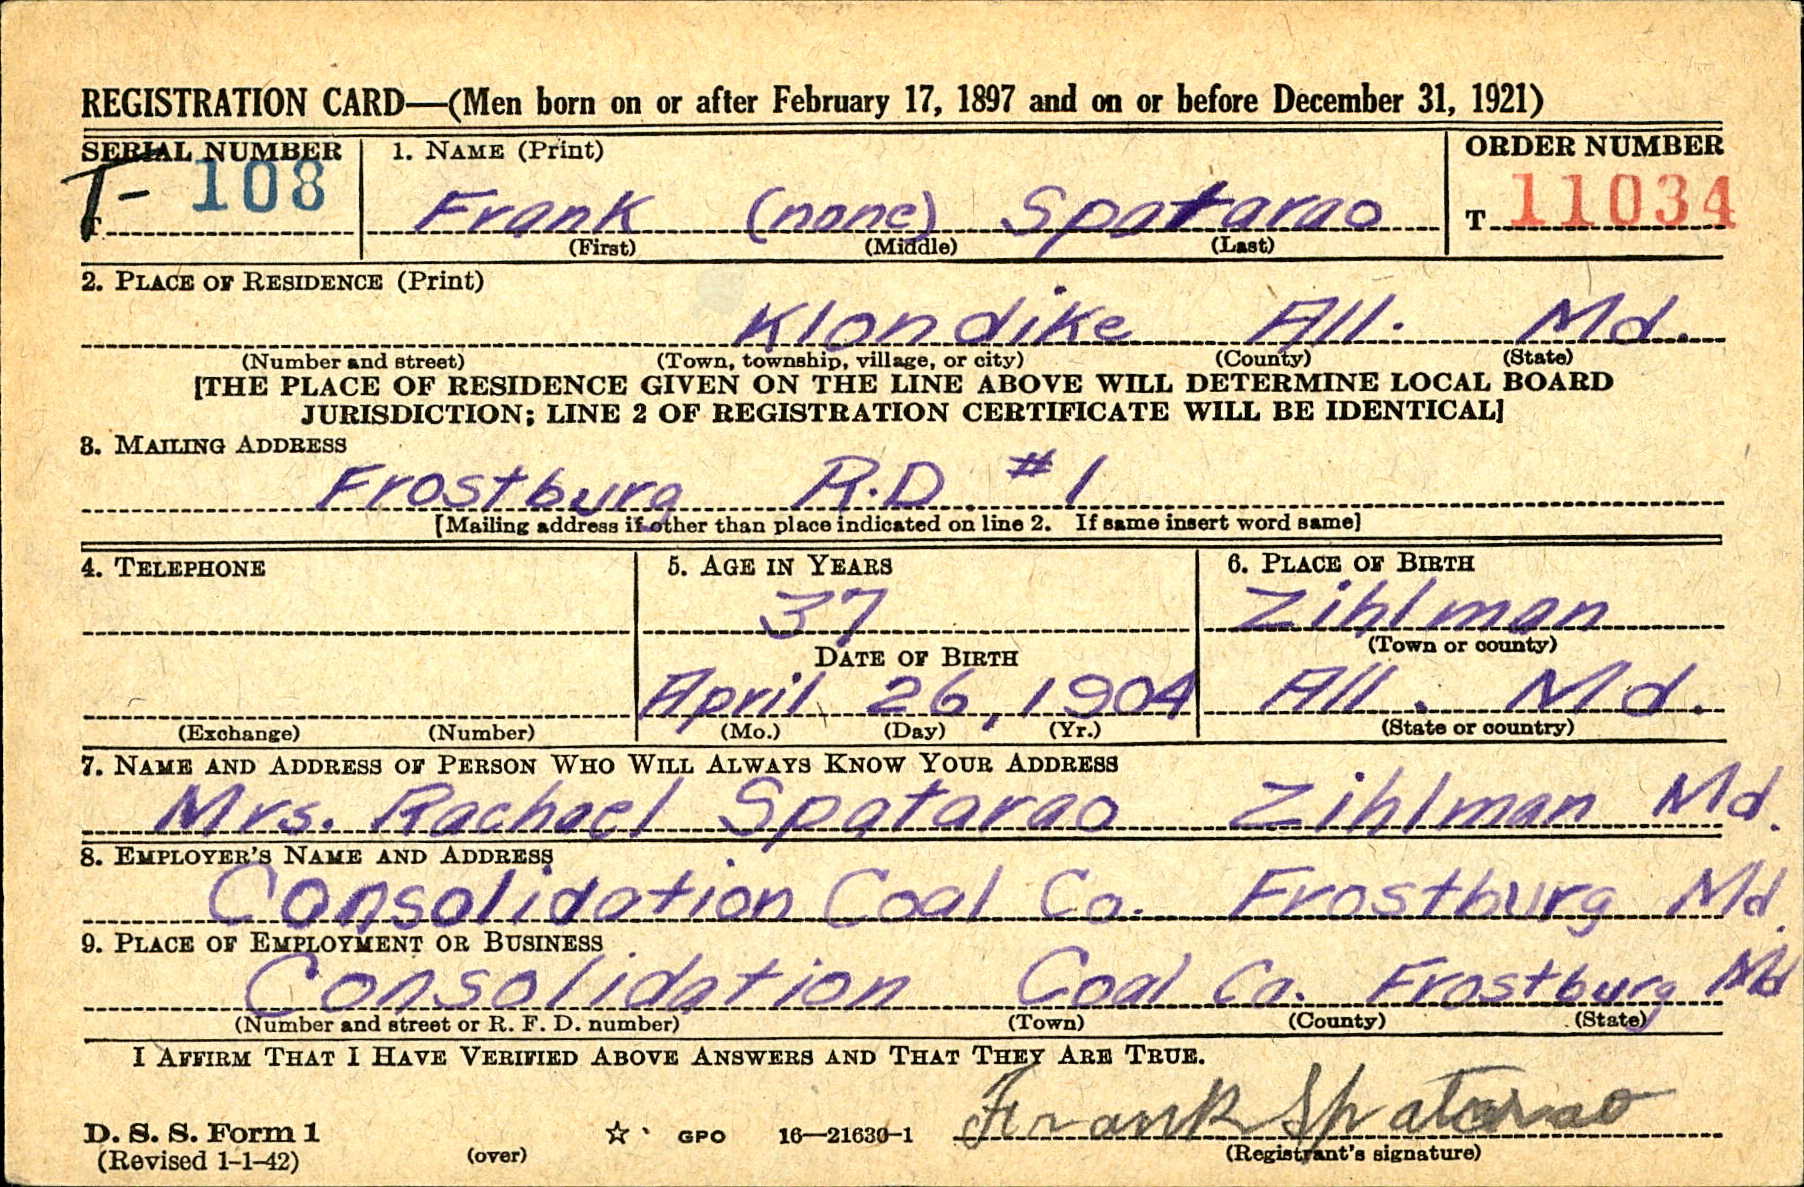 REGISTRATION CARD—(Men born on or after February 17, 1897 and on or before December 31, 1921)
SERIAL NUMBER 1. NAME (Print) ORDER NUMBER
T- 108 Frank (none) Spatarao T 11034
(First) (Middle) (Last)
2. PLACE OF RESIDENCE (Print)
Klondike All. Md.
(Number and street) (Town, township, village, or city) (County) (State)
[THE PLACE OF RESIDENCE GIVEN ON THE LINE ABOVE WILL DETERMINE LOCAL BOARD
JURISDICTION; LINE 2 OF REGISTRATION CERTIFICATE WILL BE IDENTICAL]
3. MAILING ADDRESS
Frostburg R.D. #1
[Mailing address if other than place indicated on line 2. If same insert word same]
4. TELEPHONE 5. AGE IN YEARS 6. PLACE OF BIRTH
37 Zihlman
DATE OF BIRTH (Town or county)
April 26, 1904 All. Md.
(Exchange) (Number) (Mo.) (Day) (Yr.) (State or country)
7. NAME AND ADDRESS OF PERSON WHO WILL ALWAYS KNOW YOUR ADDRESS
Mrs. Rachael Spatarao Zihlman Md.
8. EMPLOYER'S NAME AND ADDRESS
Consolidation Coal Co. Frostburg Md.
9. PLACE OF EMPLOYMENT OR BUSINESS
Consolidation Coal Co. Frostburg Md
(Number and street or R. F. D. number) (Town) (County) (State)
I AFFIRM THAT I HAVE VERIFIED ABOVE ANSWERS AND THAT THEY ARE TRUE.
Frank Spatarao
D. S. S. Form 1 GPO 16—21630-1
(Revised 1-1-42) (over) (Registrant's signature)